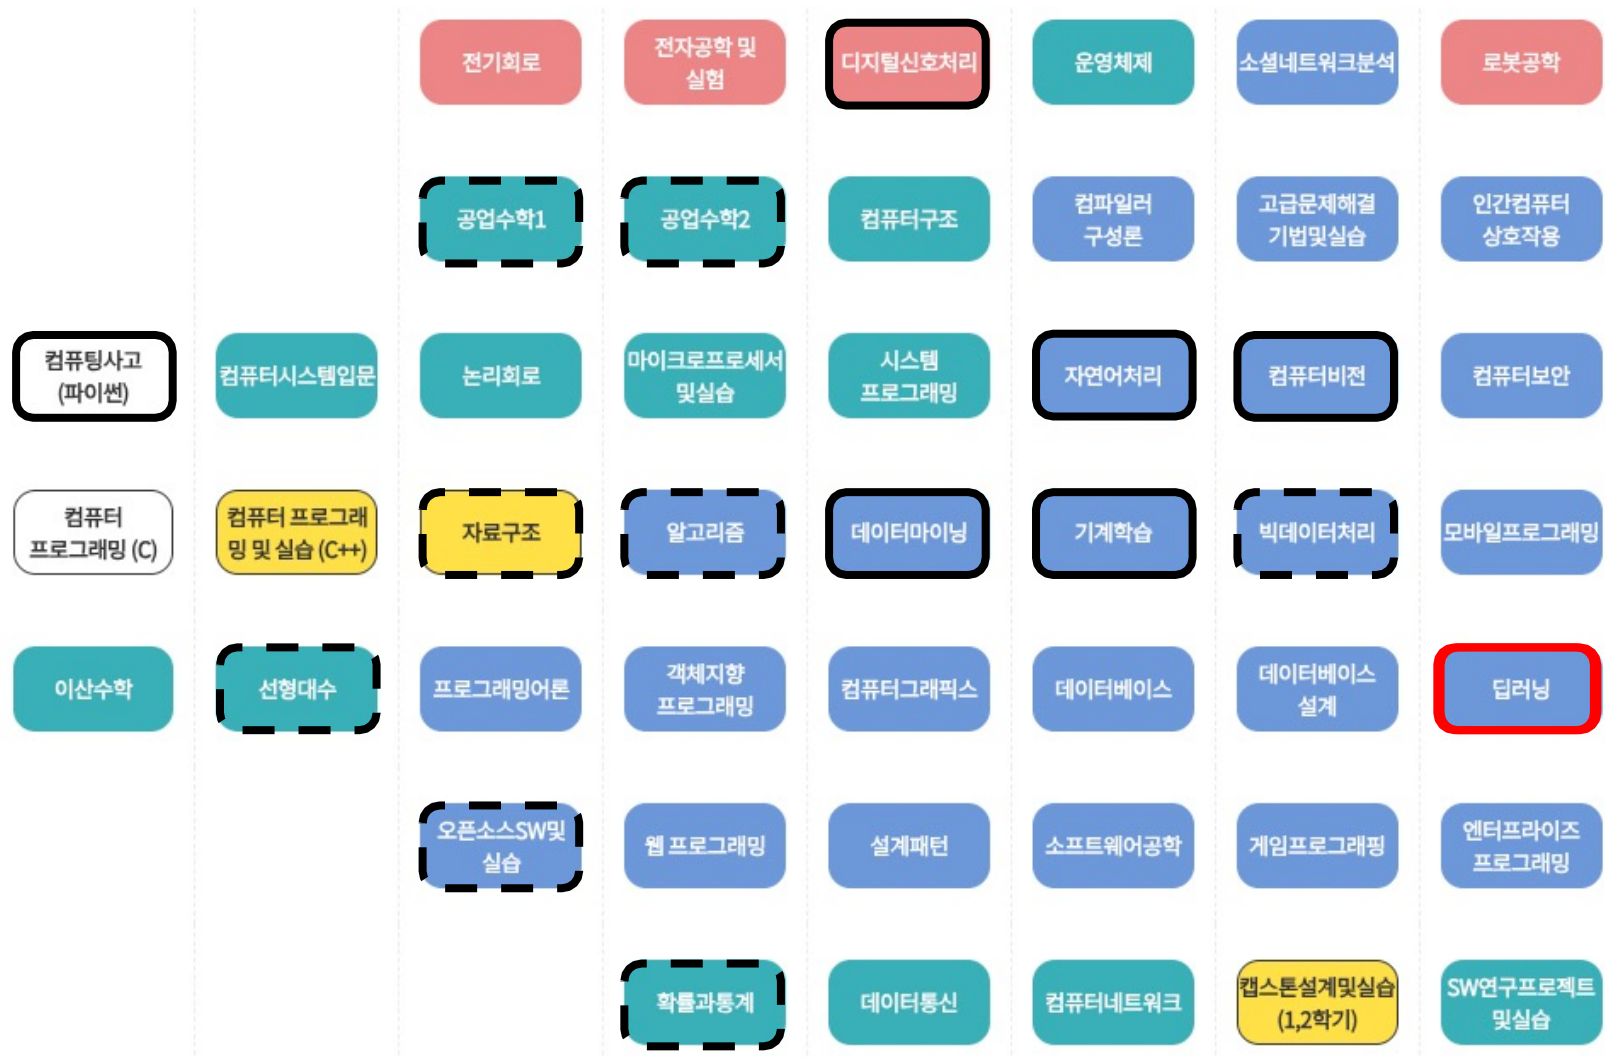 전기회로
전자공학 및
실험
디지털신호처리
운영체제
소셜네트워크분석
로봇공학
공업수학1
공업수학2
컴퓨터구조
컴파일러
구성론
고급문제해결
기법및실습
인간컴퓨터
상호작용
컴퓨팅사고
(파이썬)
컴퓨터시스템입문
논리회로
마이크로프로세서
및실습
시스템
프로그래밍
자연어처리
컴퓨터비전
컴퓨터보안
컴퓨터
프로그래밍 (C)
컴퓨터 프로그래
밍 및 실습 (C++)
자료구조
알고리즘
데이터마이닝
기계학습
빅데이터처리
모바일프로그래밍
이산수학
선형대수
프로그래밍어론
객체지향
프로그래밍
컴퓨터그래픽스
데이터베이스
데이터베이스
설계
딥러닝
오픈소스SW및
실습
웹 프로그래밍
설계패턴
소프트웨어공학
게임프로그래핑
엔터프라이즈
프로그래밍
확률과통계
데이터통신
컴퓨터네트워크
캡스톤설계및실습
(1,2학기)
SW연구프로젝트
및실습